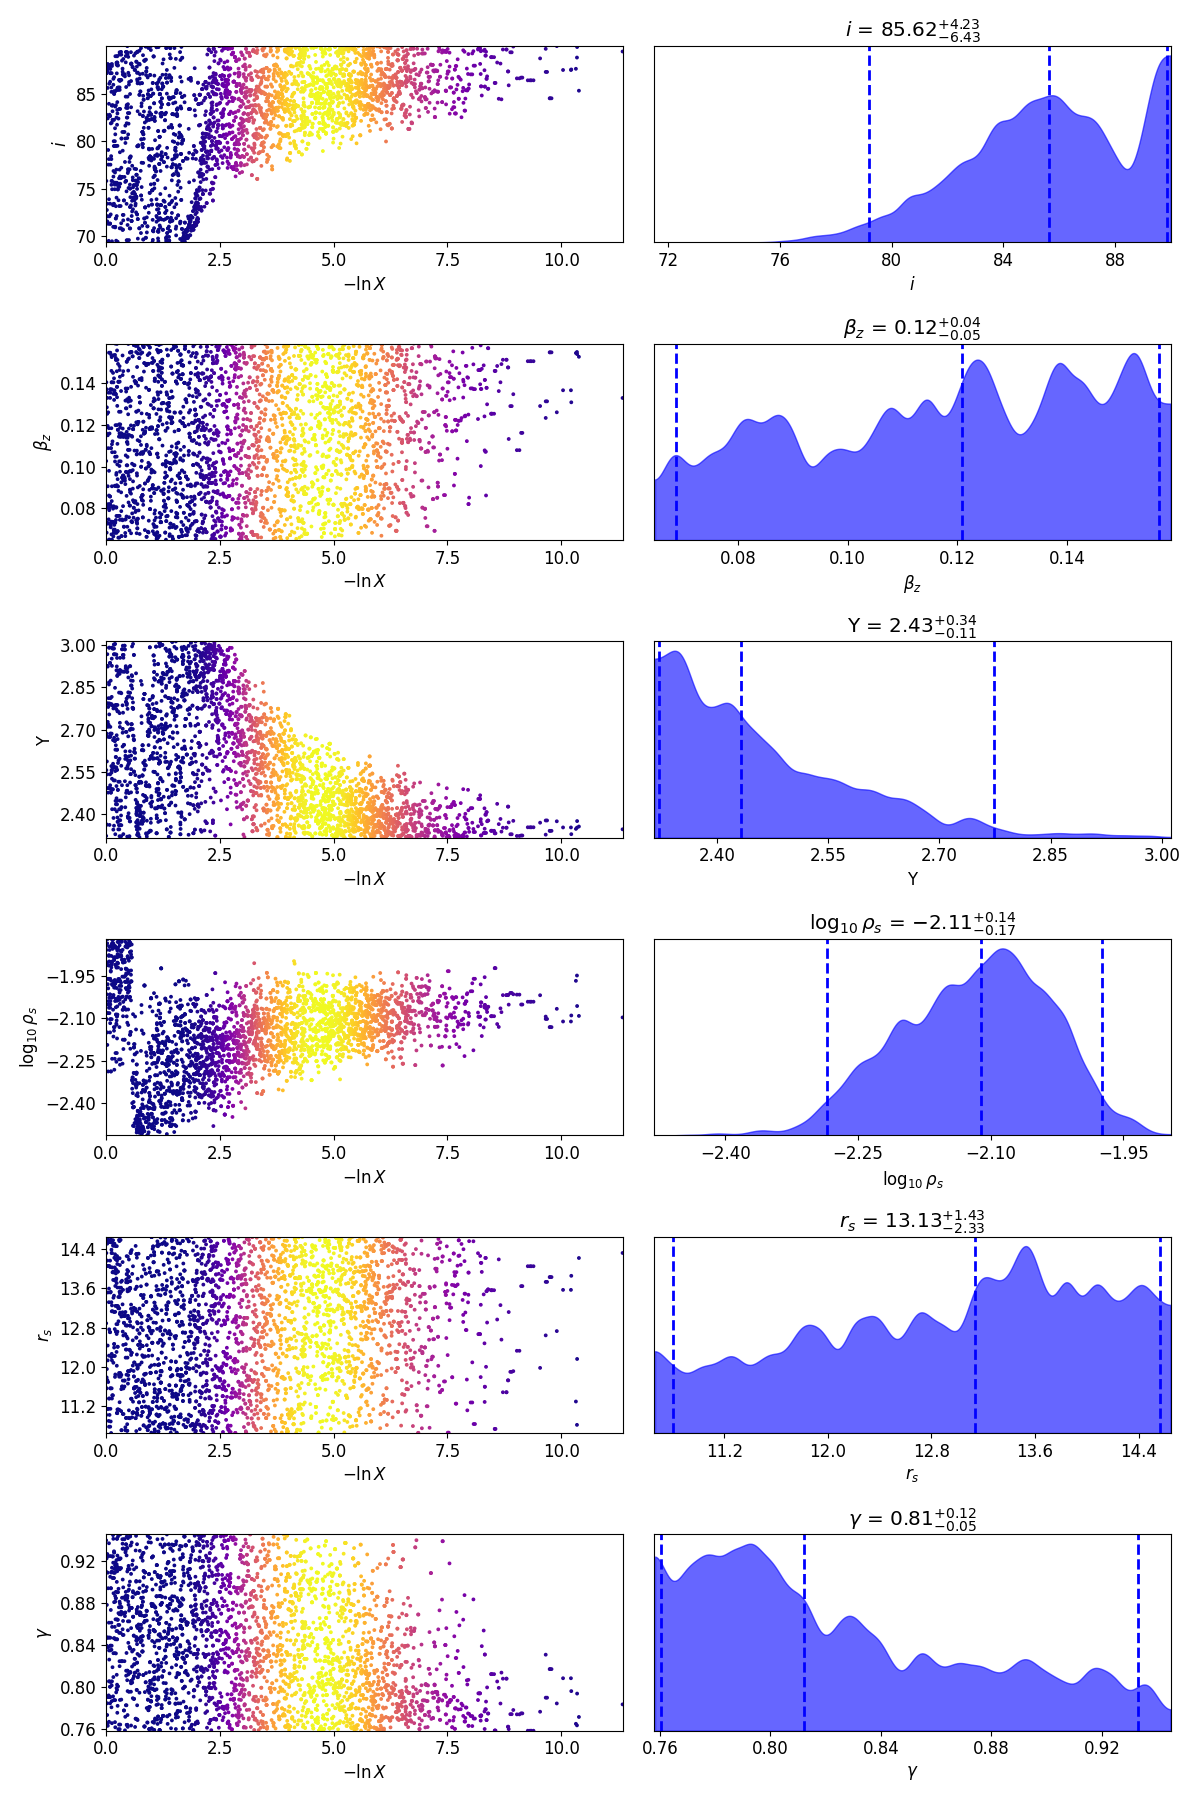 i = 85.62+4.23−6.43
85
80
75
70
i
0.0 2.5 5.0 7.5 10.0
−ln X
72 76 80 84 88
i
βz = 0.12+0.04−0.05
0.14
0.12
0.10
0.08
βz
0.0 2.5 5.0 7.5 10.0
−ln X
0.08 0.10 0.12 0.14
βz
Y = 2.43+0.34−0.11
3.00
2.85
2.70
2.55
2.40
Y
0.0 2.5 5.0 7.5 10.0
−ln X
2.40 2.55 2.70 2.85 3.00
Y
log10 ρs = −2.11+0.14−0.17
−1.95
−2.10
−2.25
−2.40
log10 ρs
0.0 2.5 5.0 7.5 10.0
−ln X
−2.40 −2.25 −2.10 −1.95
log10 ρs
rs = 13.13+1.43−2.33
14.4
13.6
12.8
12.0
11.2
rs
0.0 2.5 5.0 7.5 10.0
−ln X
11.2 12.0 12.8 13.6 14.4
rs
γ = 0.81+0.12−0.05
0.92
0.88
0.84
0.80
0.76
γ
0.0 2.5 5.0 7.5 10.0
−ln X
0.76 0.80 0.84 0.88 0.92
γ